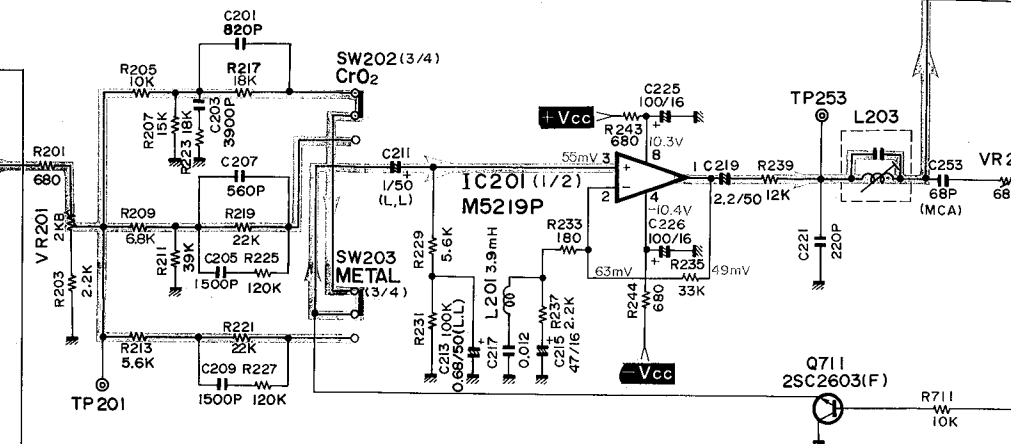 C201
820P
SW202 (3/4)
CrO2
R205
10K
R217
18K
R207
15K
R223
18K
C203
3900P
R201
680
VR201
2KB
R203
2.2K
C207
560P
R209
6.8K
R219
22K
R211
39K
C205
1500P
R225
120K
SW203
METAL
(3/4)
R221
22K
R213
5.6K
C209
1500P
R227
120K
TP201
C211
1/50
(L,L)
55mV
3
2
+
−
IC201 (1/2)
M5219P
+Vcc
R243
680
C225
100/16
+
10.3V
8
1
4
-10.4V
C226
100/16
+
R233
180
R235
33K
63mV
49mV
R229
5.6K
R231
100K
C213
0.68/50(L.L)
L201 3.9mH
C217
0.012
R237
2.2K
C215
47/16
R244
680
−Vcc
C219
2.2/50
R239
12K
TP253
C221
220P
L203
C253
68P
(MCA)
VR2
68
Q711
2SC2603(F)
R711
10K